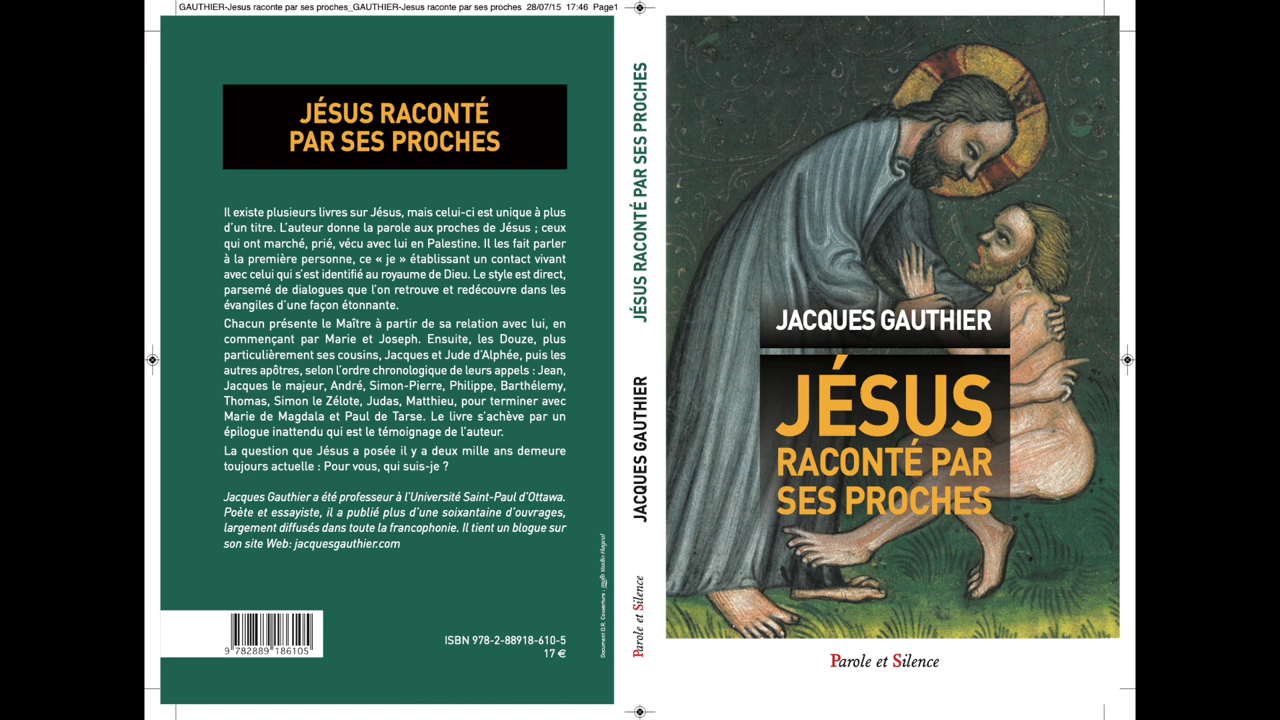 GAUTHIER-Jesus raconte par ses proches_GAUTHIER-Jesus raconte par ses proches 28/07/15 17:46 Page1
JÉSUS RACONTÉ
PAR SES PROCHES
Il existe plusieurs livres sur Jésus, mais celui-ci est unique à plus
d'un titre. L'auteur donne la parole aux proches de Jésus ; ceux
qui ont marché, prié, vécu avec lui en Palestine. Il les fait parler
à la première personne, ce « je » établissant un contact vivant
avec celui qui s'est identifié au royaume de Dieu. Le style est direct,
parsemé de dialogues que l'on retrouve et redécouvre dans les
évangiles d'une façon étonnante.
Chacun présente le Maître à partir de sa relation avec lui, en
commençant par Marie et Joseph. Ensuite, les Douze, plus
particulièrement ses cousins, Jacques et Jude d'Alphée, puis les
autres apôtres, selon l'ordre chronologique de leurs appels : Jean,
Jacques le majeur, André, Simon-Pierre, Philippe, Barthélemy,
Thomas, Simon le Zélote, Judas, Matthieu, pour terminer avec
Marie de Magdala et Paul de Tarse. Le livre s'achève par un
épilogue inattendu qui est le témoignage de l'auteur.
La question que Jésus a posée il y a deux mille ans demeure
toujours actuelle : Pour vous, qui suis-je ?
Jacques Gauthier a été professeur à l'Université Saint-Paul d'Ottawa.
Poète et essayiste, il a publié plus d'une soixantaine d'ouvrages,
largement diffusés dans toute la francophonie. Il tient un blogue sur
son site Web: jacquesgauthier.com
9 782889 186105
ISBN 978-2-88918-610-5
17 €
Document D.R. Couverture :
JÉSUS RACONTÉ PAR SES PROCHES
JACQUES GAUTHIER
Parole et Silence
JACQUES GAUTHIER
JÉSUS
RACONTÉ PAR
SES PROCHES
Parole et Silence